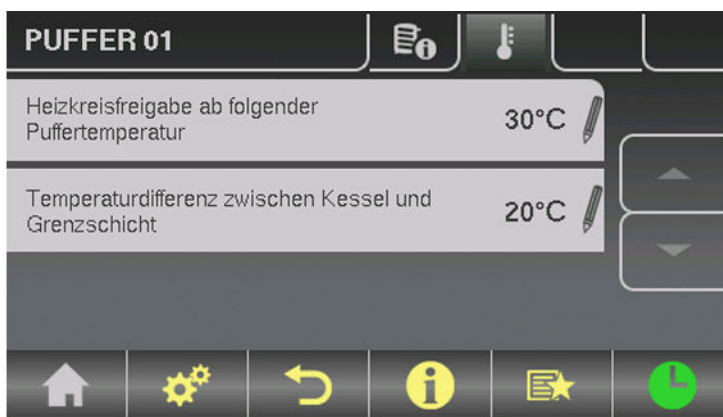 PUFFER 01
Heizkreisfreigabe ab folgender
Puffertemperatur
30°C
Temperaturdifferenz zwischen Kessel und
Grenzschicht
20°C